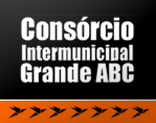 Consórcio
Intermunicipal
Grande ABC